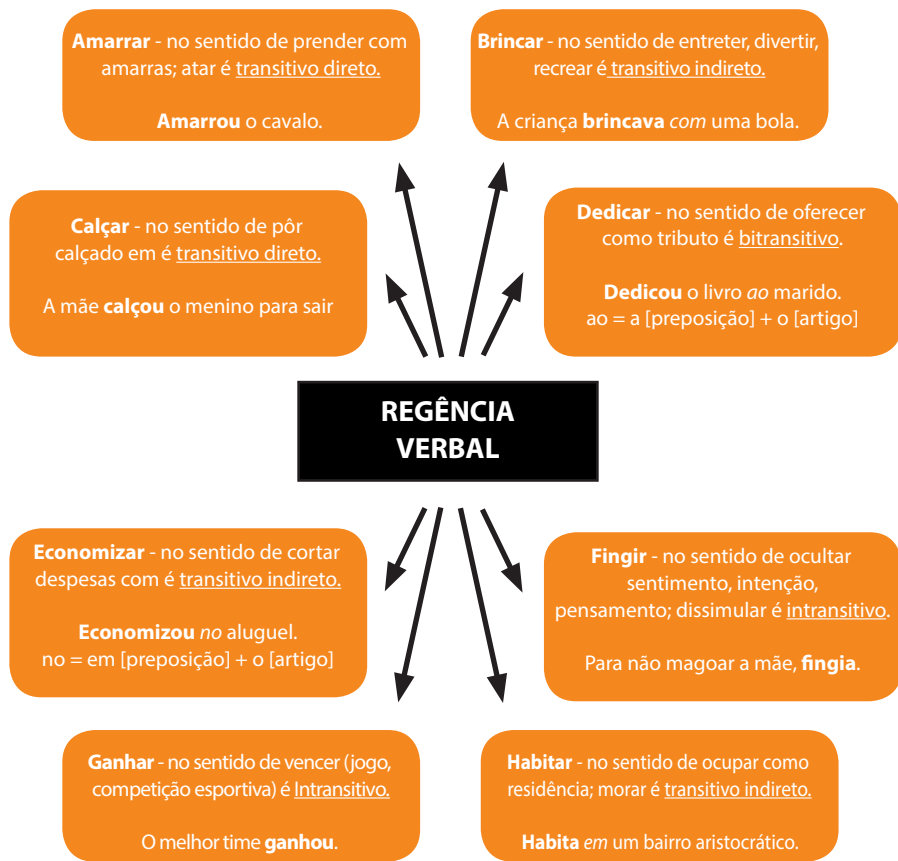 Amarrar - no sentido de prender com
amarras; atar é transitivo direto.
Amarrou o cavalo.
Brincar - no sentido de entreter, divertir,
recrear é transitivo indireto.
A criança brincava com uma bola.
Calçar - no sentido de pôr
calçado em é transitivo direto.
A mãe calçou o menino para sair
Dedicar - no sentido de oferecer
como tributo é bitransitivo.
Dedicou o livro ao marido.
ao = a [preposição] + o [artigo]
REGÊNCIA
VERBAL
Economizar - no sentido de cortar
despesas com é transitivo indireto.
Economizou no aluguel.
no = em [preposição] + o [artigo]
Fingir - no sentido de ocultar
sentimento, intenção,
pensamento; dissimular é intransitivo.
Para não magoar a mãe, fingia.
Ganhar - no sentido de vencer (jogo,
competição esportiva) é Intransitivo.
O melhor time ganhou.
Habitar - no sentido de ocupar como
residência; morar é transitivo indireto.
Habita em um bairro aristocrático.